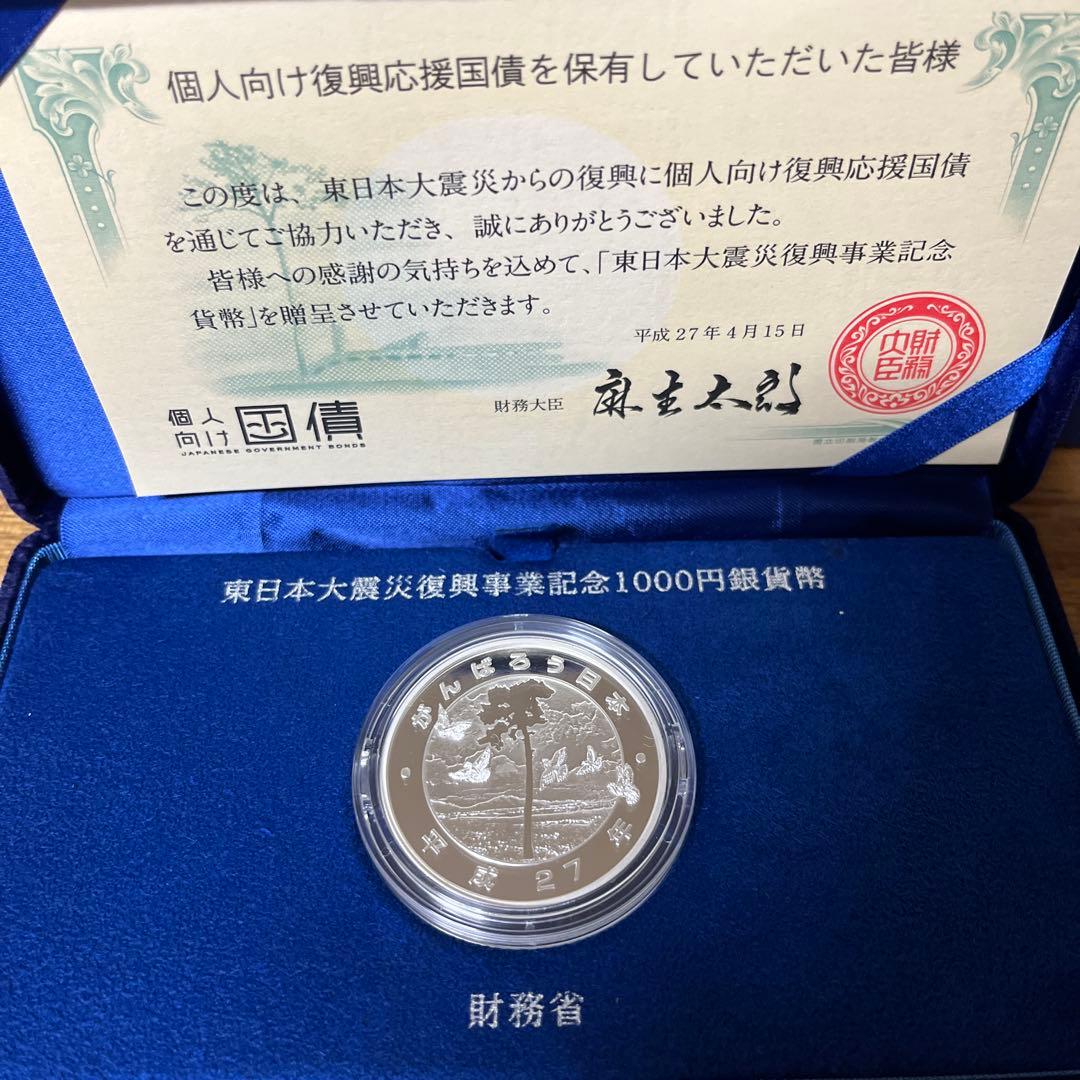 個人向け復興応援国債を保有していただいた皆様
この度は、東日本大震災からの復興に個人向け復興応援国債
を通じてご協力いただき、誠にありがとうございました。
皆様への感謝の気持ちを込めて、「東日本大震災復興事業記念
貨幣」を贈呈させていただきます。
平成27年4月15日
財務大臣 麻生太郎
財務大臣
個人向け国債
JAPANESE GOVERNMENT BONDS
東日本大震災復興事業記念1000円銀貨幣
がんばろう日本
平成27年
財務省